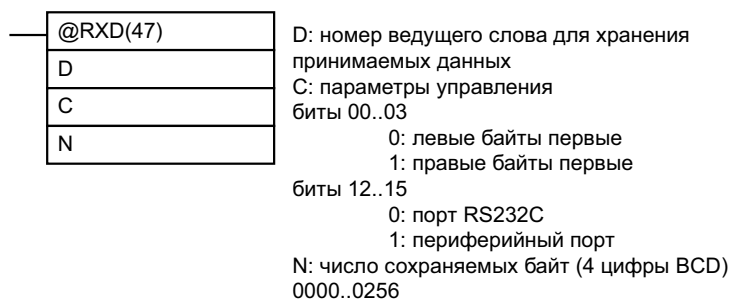 @RXD(47)
D
C
N
D: номер ведущего слова для хранения
принимаемых данных
C: параметры управления
биты 00..03
0: левые байты первые
1: правые байты первые
биты 12..15
0: порт RS232C
1: периферийный порт
N: число сохраняемых байт (4 цифры BCD)
0000..0256